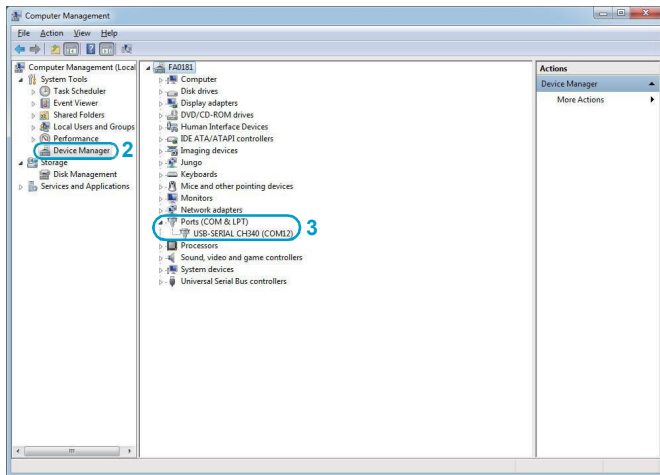 Computer Management
File Action View Help
Computer Management (Local
System Tools
Task Scheduler
Event Viewer
Shared Folders
Local Users and Groups
Performance
Device Manager 2
Storage
Disk Management
Services and Applications
FA0181
Computer
Disk drives
Display adapters
DVD/CD-ROM drives
Human Interface Devices
IDE ATA/ATAPI controllers
Imaging devices
Jungo
Keyboards
Mice and other pointing devices
Monitors
Network adapters
Ports (COM & LPT)
USB-SERIAL CH340 (COM12) 3
Processors
Sound, video and game controllers
System devices
Universal Serial Bus controllers
Actions
Device Manager
More Actions